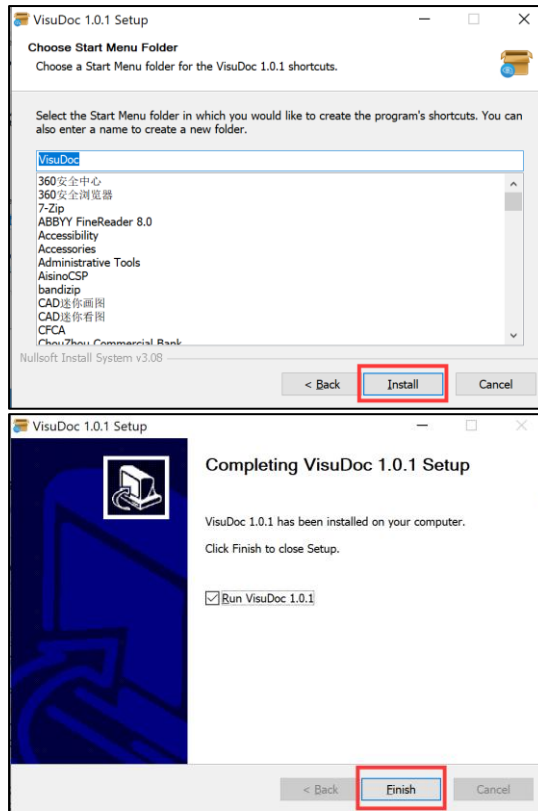 VisuDoc 1.0.1 Setup
Choose Start Menu Folder
Choose a Start Menu folder for the VisuDoc 1.0.1 shortcuts.
Select the Start Menu folder in which you would like to create the program's shortcuts. You can
also enter a name to create a new folder.
VisuDoc
360安全中心
360安全浏览器
7-Zip
ABBYY FineReader 8.0
Accessibility
Accessories
Administrative Tools
AisinoCSP
bandizip
CAD迷你画图
CAD迷你看图
CFCA
ChouZhou Commercial Bank
Nullsoft Install System v3.08
< Back Install Cancel
VisuDoc 1.0.1 Setup
Completing VisuDoc 1.0.1 Setup
VisuDoc 1.0.1 has been installed on your computer.
Click Finish to close Setup.
Run VisuDoc 1.0.1
< Back Finish Cancel